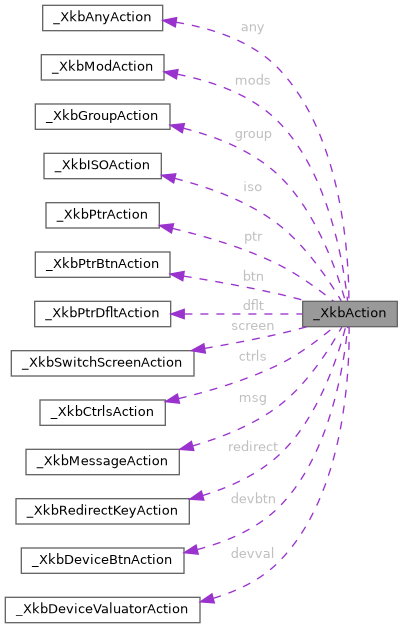 _XkbAnyAction
any
_XkbModAction
mods
_XkbGroupAction
group
_XkbISOAction
iso
_XkbPtrAction
ptr
_XkbPtrBtnAction
btn
_XkbPtrDfltAction
dflt
_XkbAction
screen
_XkbSwitchScreenAction
ctrls
_XkbCtrlsAction
msg
_XkbMessageAction
redirect
_XkbRedirectKeyAction
devbtn
_XkbDeviceBtnAction
devval
_XkbDeviceValuatorAction